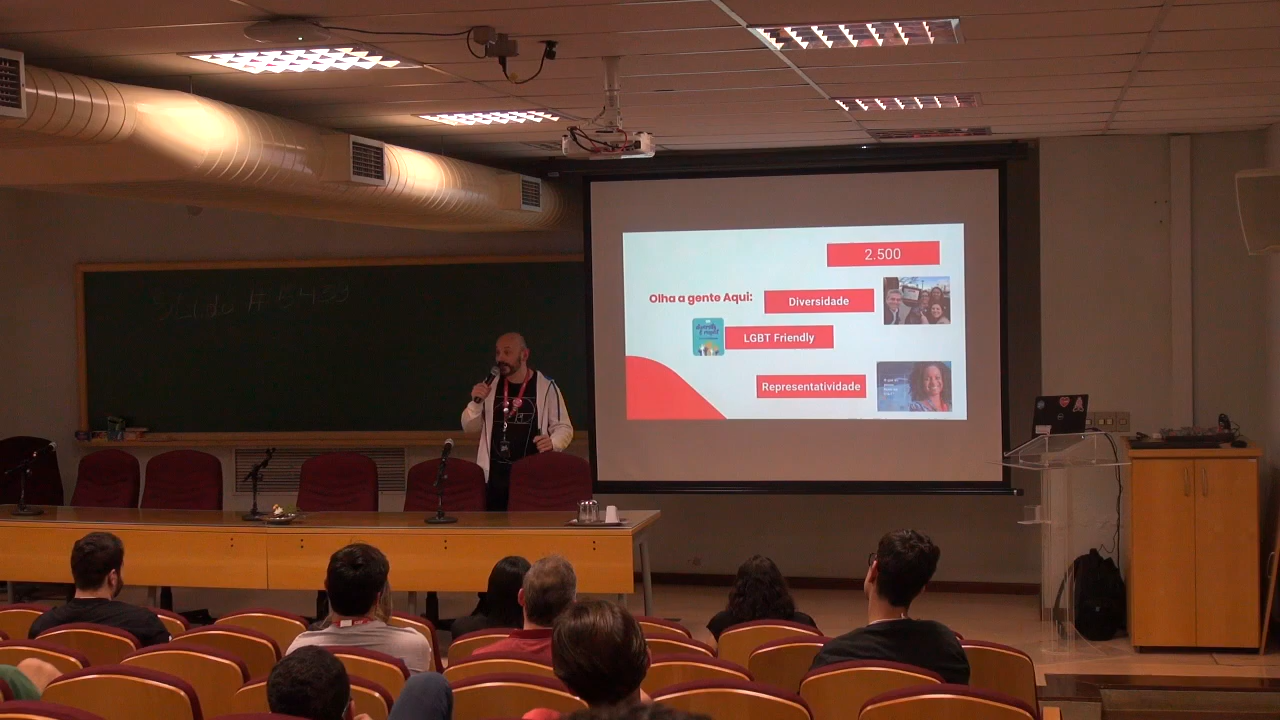 2.500
Olha a gente Aqui:
Diversidade
LGBT Friendly
Representatividade